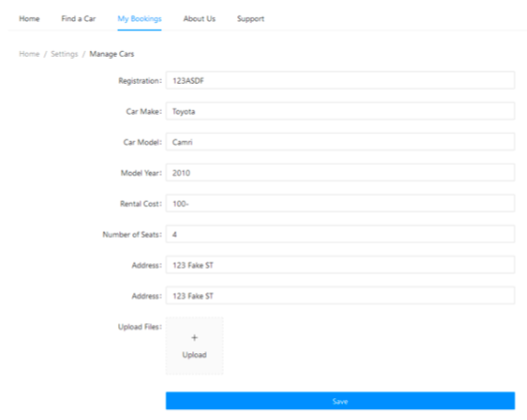 Home Find a Car My Bookings About Us Support
Home / Settings / Manage Cars
Registration: 123ASDF
Car Make: Toyota
Car Model: Camri
Model Year: 2010
Rental Cost: 100-
Number of Seats: 4
Address: 123 Fake ST
Address: 123 Fake ST
Upload Files:
+
Upload
Save